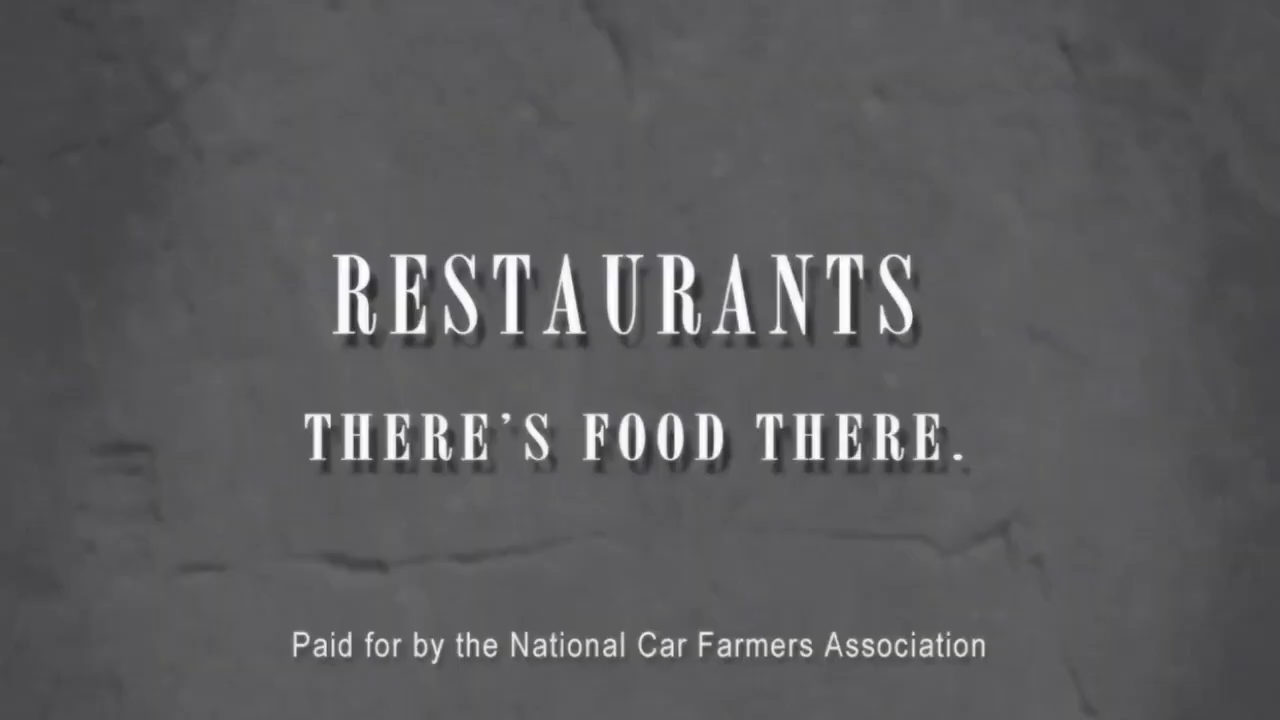 RESTAURANTS
THERE'S FOOD THERE.
Paid for by the National Car Farmers Association